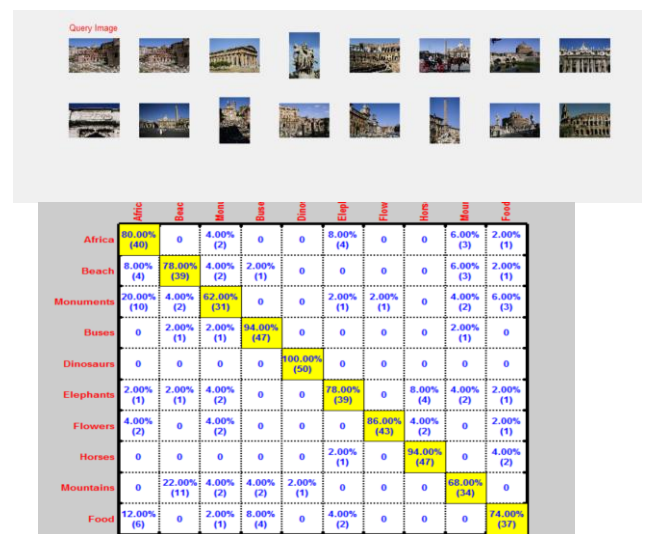 Query Image
Africa 80.00% (40) 0 4.00% (2) 0 0 8.00% (4) 0 0 6.00% (3) 2.00% (1)
Beach 8.00% (4) 78.00% (39) 4.00% (2) 2.00% (1) 0 0 0 0 6.00% (3) 2.00% (1)
Monuments 20.00% (10) 4.00% (2) 62.00% (31) 0 0 2.00% (1) 2.00% (1) 0 4.00% (2) 6.00% (3)
Buses 0 2.00% (1) 2.00% (1) 94.00% (47) 0 0 0 0 2.00% (1) 0
Dinosaurs 0 0 0 0 100.00% (50) 0 0 0 0 0
Elephants 2.00% (1) 2.00% (1) 4.00% (2) 0 0 78.00% (39) 0 8.00% (4) 4.00% (2) 2.00% (1)
Flowers 4.00% (2) 0 4.00% (2) 0 0 0 86.00% (43) 4.00% (2) 0 2.00% (1)
Horses 0 0 0 0 0 2.00% (1) 0 94.00% (47) 0 4.00% (2)
Mountains 0 22.00% (11) 4.00% (2) 4.00% (2) 2.00% (1) 0 0 0 68.00% (34) 0
Food 12.00% (6) 0 2.00% (1) 8.00% (4) 0 4.00% (2) 0 0 0 74.00% (37)